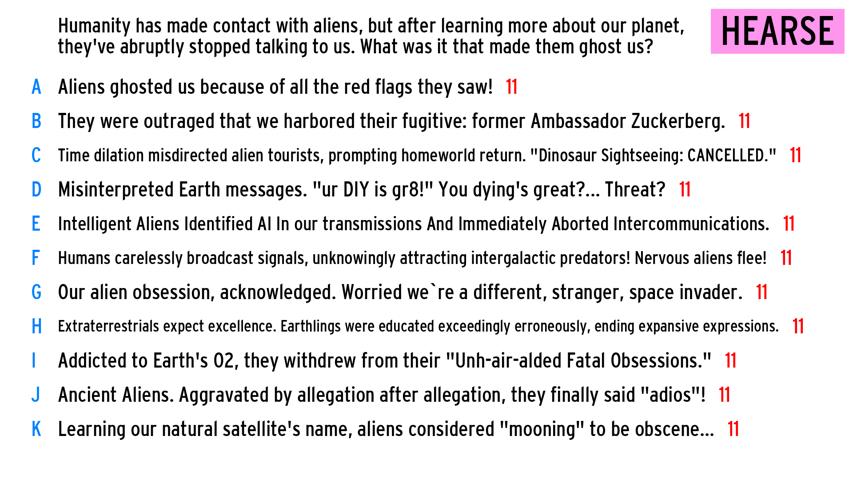 Humanity has made contact with aliens, but after learning more about our planet,
they've abruptly stopped talking to us. What was it that made them ghost us?
HEARSE
A Aliens ghosted us because of all the red flags they saw! 11
B They were outraged that we harbored their fugitive: former Ambassador Zuckerberg. 11
C Time dilation misdirected alien tourists, prompting homeworld return. "Dinosaur Sightseeing: CANCELLED." 11
D Misinterpreted Earth messages. "ur DIY is gr8!" You dying's great?... Threat? 11
E Intelligent Aliens Identified AI In our transmissions And Immediately Aborted Intercommunications. 11
F Humans carelessly broadcast signals, unknowingly attracting intergalactic predators! Nervous aliens flee! 11
G Our alien obsession, acknowledged. Worried we`re a different, stranger, space invader. 11
H Extraterrestrials expect excellence. Earthlings were educated exceedingly erroneously, ending expansive expressions. 11
I Addicted to Earth's O2, they withdrew from their "Unh-air-alded Fatal Obsessions." 11
J Ancient Aliens. Aggravated by allegation after allegation, they finally said "adios"! 11
K Learning our natural satellite's name, aliens considered "mooning" to be obscene... 11